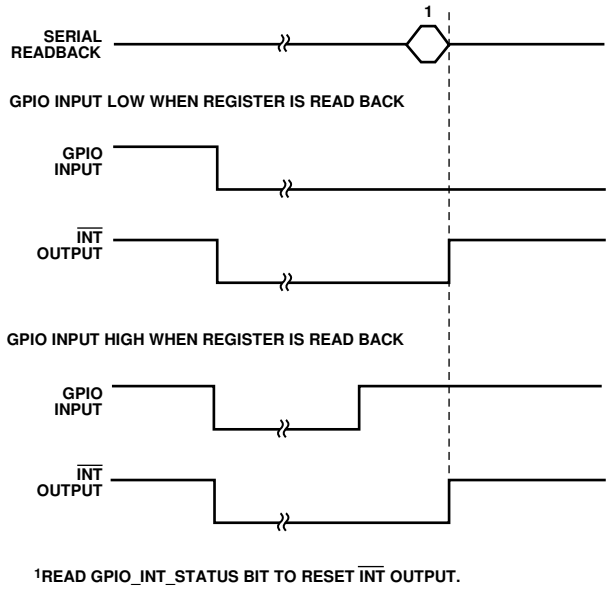 1
SERIAL
READBACK
GPIO INPUT LOW WHEN REGISTER IS READ BACK
GPIO
INPUT
INT
OUTPUT
GPIO INPUT HIGH WHEN REGISTER IS READ BACK
GPIO
INPUT
INT
OUTPUT
1READ GPIO_INT_STATUS BIT TO RESET INT OUTPUT.